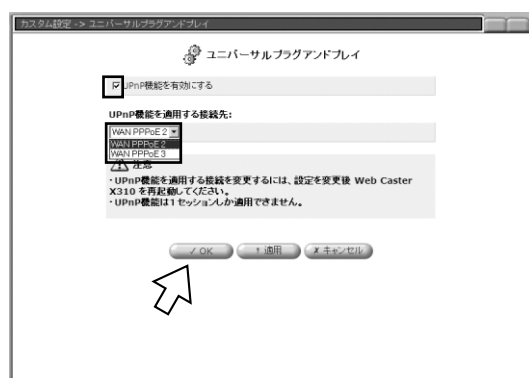 カスタム設定 -> ユニバーサルプラグアンドプレイ
ユニバーサルプラグアンドプレイ
UPnP機能を有効にする
UPnP機能を適用する接続先:
WAN PPPoE 2
WAN PPPoE 2
WAN PPPoE 3
注意
・UPnP機能を適用する接続を変更するには、設定を変更後 Web Caster
X310 を再起動してください。
・UPnP機能は1セッションしか適用できません。
✓ OK
↑ 適用
✗ キャンセル